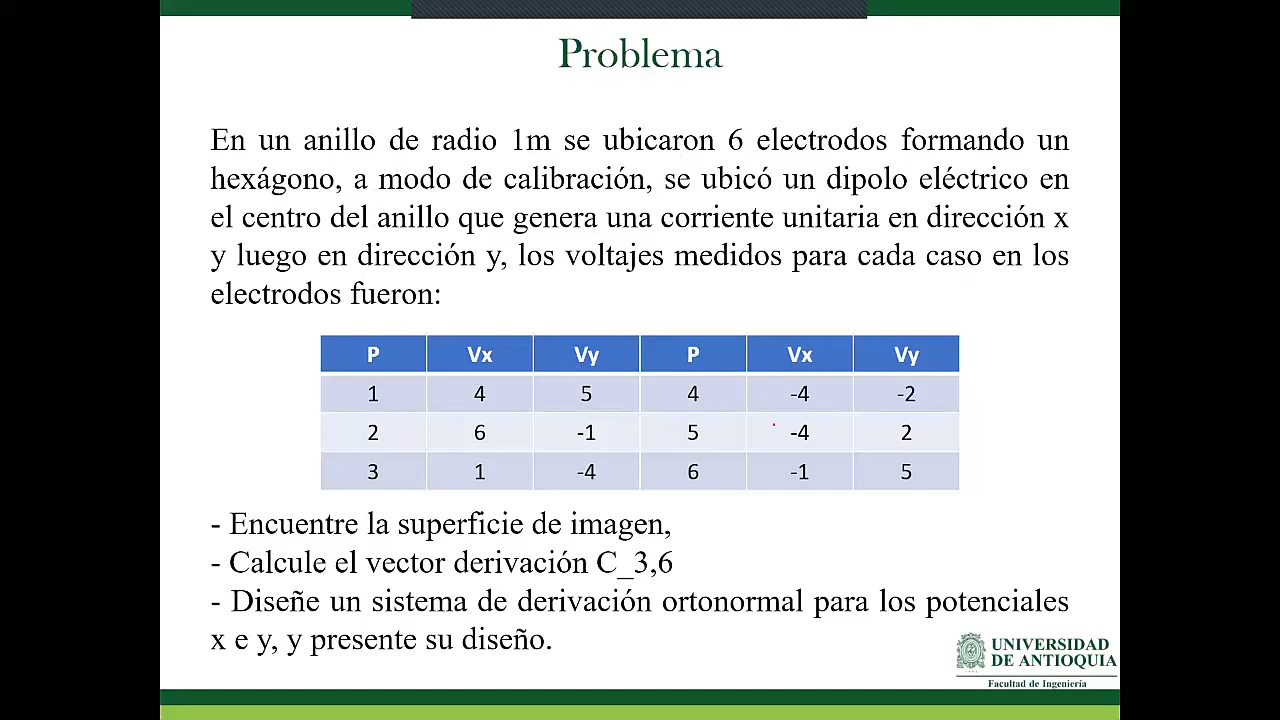 Problema
En un anillo de radio 1m se ubicaron 6 electrodos formando un
hexágono, a modo de calibración, se ubicó un dipolo eléctrico en
el centro del anillo que genera una corriente unitaria en dirección x
y luego en dirección y, los voltajes medidos para cada caso en los
electrodos fueron:
P Vx Vy P Vx Vy
1 4 5 4 -4 -2
2 6 -1 5 -4 2
3 1 -4 6 -1 5
- Encuentre la superficie de imagen,
- Calcule el vector derivación C_3,6
- Diseñe un sistema de derivación ortonormal para los potenciales
x e y, y presente su diseño.
UNIVERSIDAD
DE ANTIOQUIA
Facultad de Ingeniería